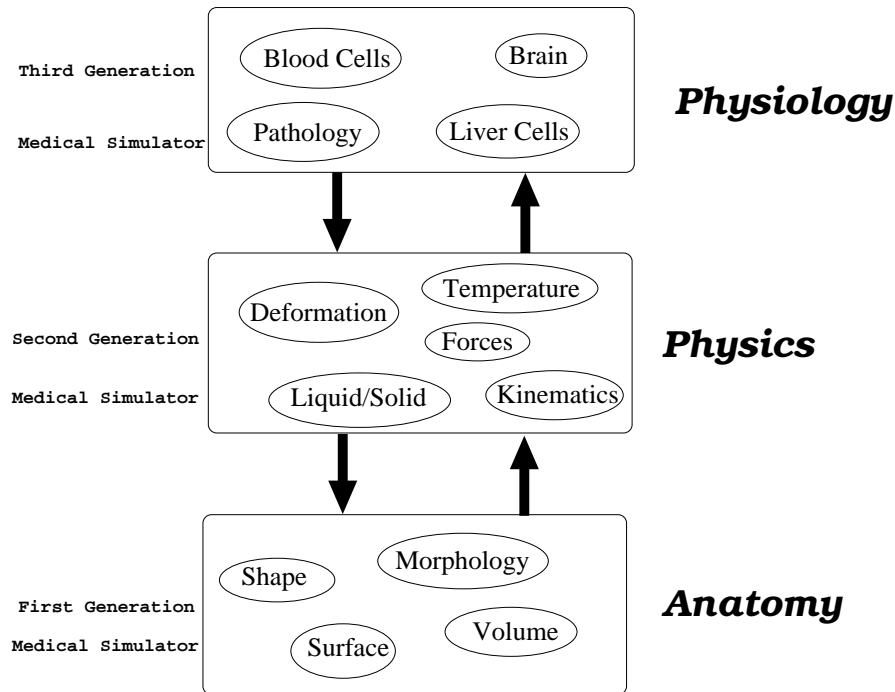 Blood Cells
Brain
Third Generation
Physiology
Pathology
Liver Cells
Medical Simulator
Temperature
Deformation
Second Generation
Forces
Physics
Liquid/Solid
Kinematics
Medical Simulator
Morphology
Shape
First Generation
Anatomy
Volume
Medical Simulator
Surface